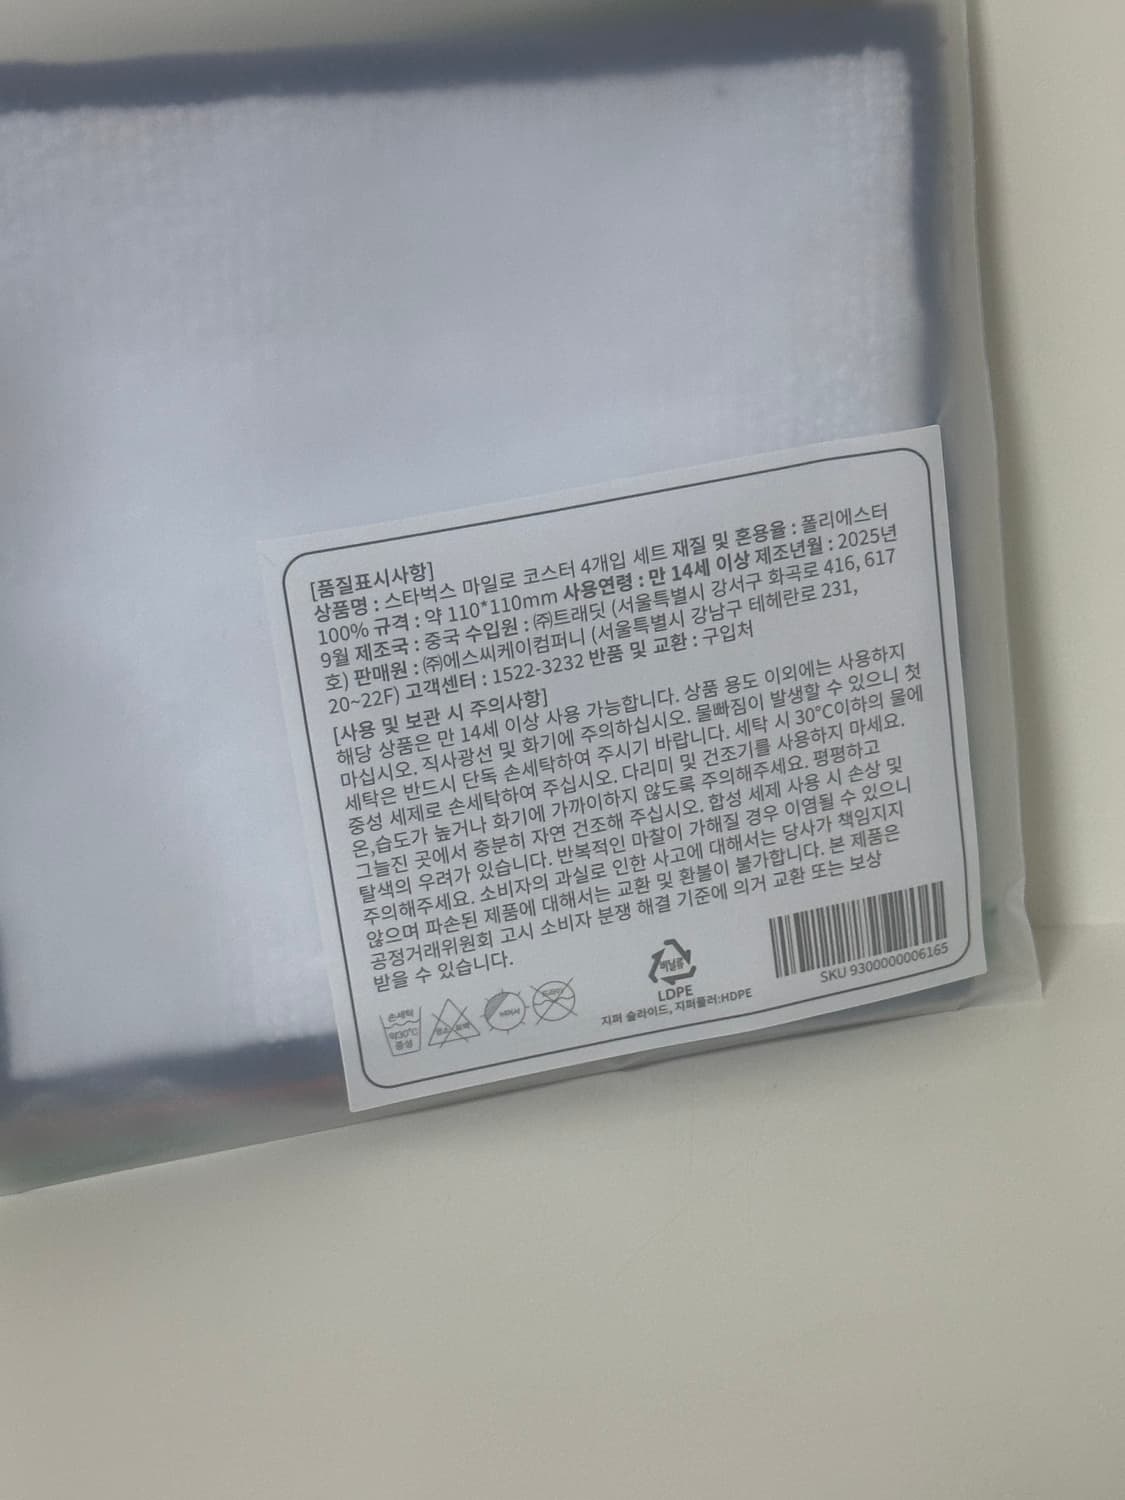 [품질표시사항]
상품명 : 스타벅스 마일로 코스터 4개입 세트 재질 및 혼용율 : 폴리에스터
100% 규격 : 약 110*110mm 사용연령 : 만 14세 이상 제조년월 : 2025년
9월 제조국 : 중국 수입원 : ㈜트래딧 (서울특별시 강서구 화곡로 416, 617
호) 판매원 : ㈜에스씨케이컴퍼니 (서울특별시 강남구 테헤란로 231,
20~22F) 고객센터 : 1522-3232 반품 및 교환 : 구입처
[사용 및 보관 시 주의사항]
해당 상품은 만 14세 이상 사용 가능합니다. 상품 용도 이외에는 사용하지
마십시오. 직사광선 및 화기에 주의하십시오. 물빠짐이 발생할 수 있으니 첫
세탁은 반드시 단독 손세탁하여 주시기 바랍니다. 세탁 시 30℃이하의 물에
중성 세제로 손세탁하여 주십시오. 다리미 및 건조기를 사용하지 마세요.
은,습도가 높거나 화기에 가까이하지 않도록 주의해주세요. 평평하고
그늘진 곳에서 충분히 자연 건조해 주십시오. 합성 세제 사용 시 손상 및
탈색의 우려가 있습니다. 반복적인 마찰이 가해질 경우 이염될 수 있으니
주의해주세요. 소비자의 과실로 인한 사고에 대해서는 당사가 책임지지
않으며 파손된 제품에 대해서는 교환 및 환불이 불가합니다. 본 제품은
공정거래위원회 고시 소비자 분쟁 해결 기준에 의거 교환 또는 보상
받을 수 있습니다.
손세탁
약30℃
중성
염소 표백
뉘어서
드라이
비닐류
LDPE
지퍼 슬라이드, 지퍼풀러:HDPE
SKU 9300000006165